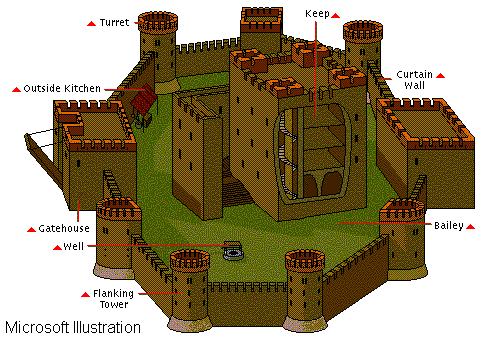 Keep
Turret
Curtain
Wall
Outside Kitchen
Gatehouse
Bailey
Well
Flanking
Tower
Microsoft Illustration